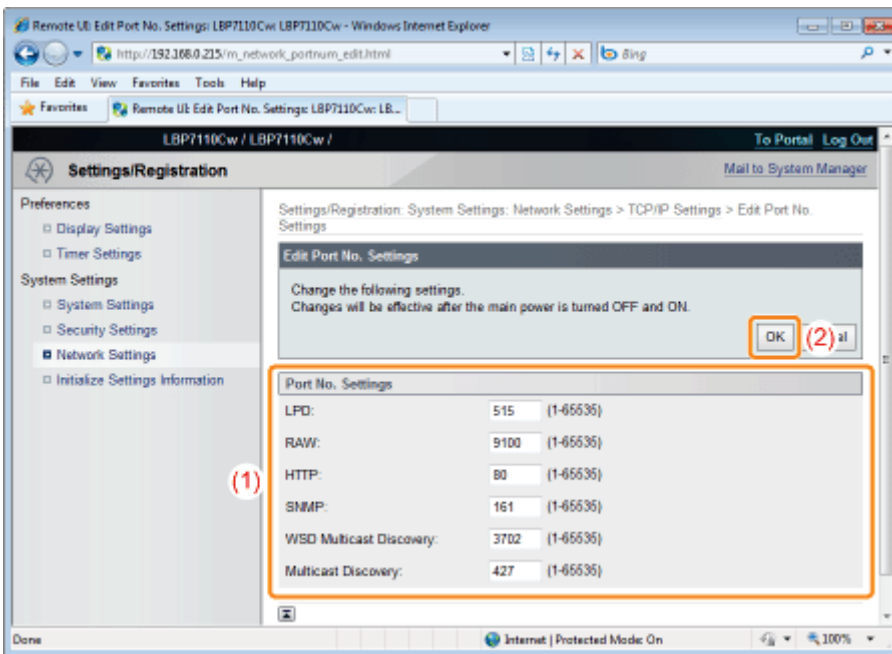 Remote UI: Edit Port No. Settings: LBP7110Cw: LBP7110Cw - Windows Internet Explorer
http://192.168.0.215/m_network_portnum_edit.html
Bing
File Edit View Favorites Tools Help
Favorites
Remote UI: Edit Port No. Settings: LBP7110Cw: LB...
LBP7110Cw / LBP7110Cw /
To Portal Log Out
Settings/Registration
Mail to System Manager
Preferences
Display Settings
Timer Settings
System Settings
System Settings
Security Settings
Network Settings
Initialize Settings Information
Settings/Registration: System Settings: Network Settings > TCP/IP Settings > Edit Port No.
Settings
Edit Port No. Settings
Change the following settings.
Changes will be effective after the main power is turned OFF and ON.
OK (2) el
(1)
Port No. Settings
LPD: 515 (1-65535)
RAW: 9100 (1-65535)
HTTP: 80 (1-65535)
SNMP: 161 (1-65535)
WSD Multicast Discovery: 3702 (1-65535)
Multicast Discovery: 427 (1-65535)
Done
Internet | Protected Mode: On
100%